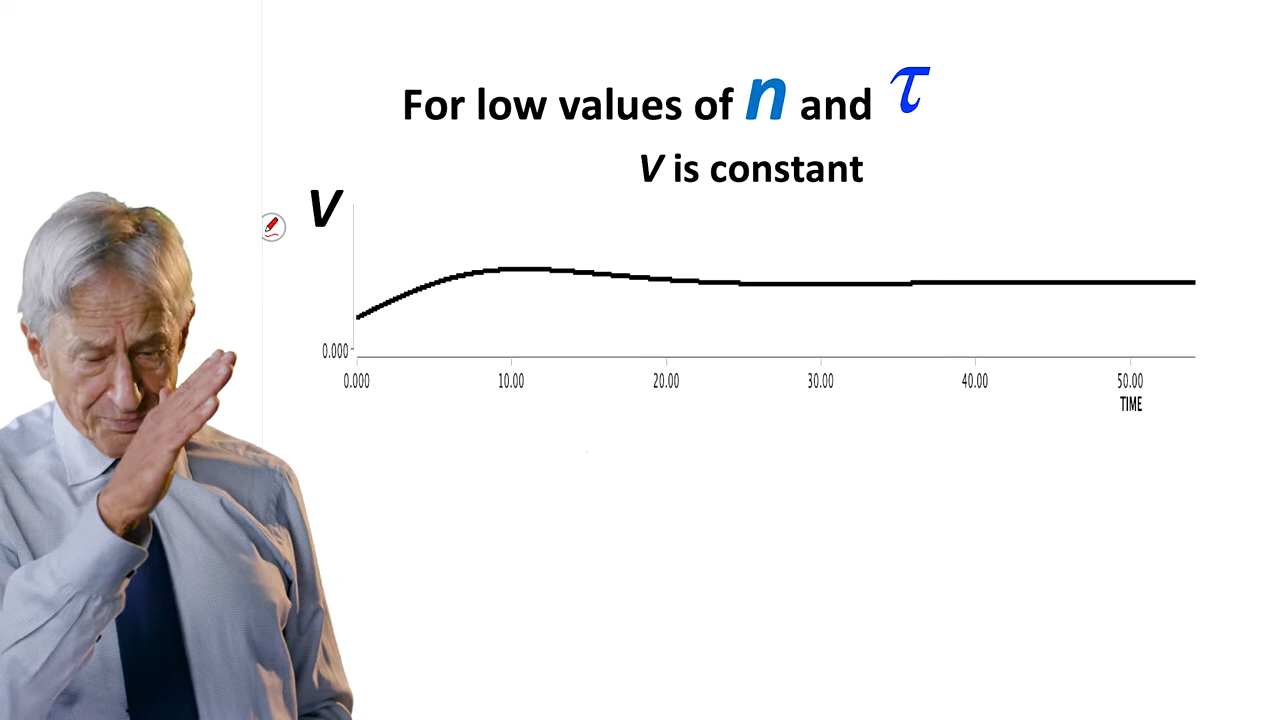 For low values of n and τ
V is constant
V
0.000
0.000 10.00 20.00 30.00 40.00 50.00
TIME